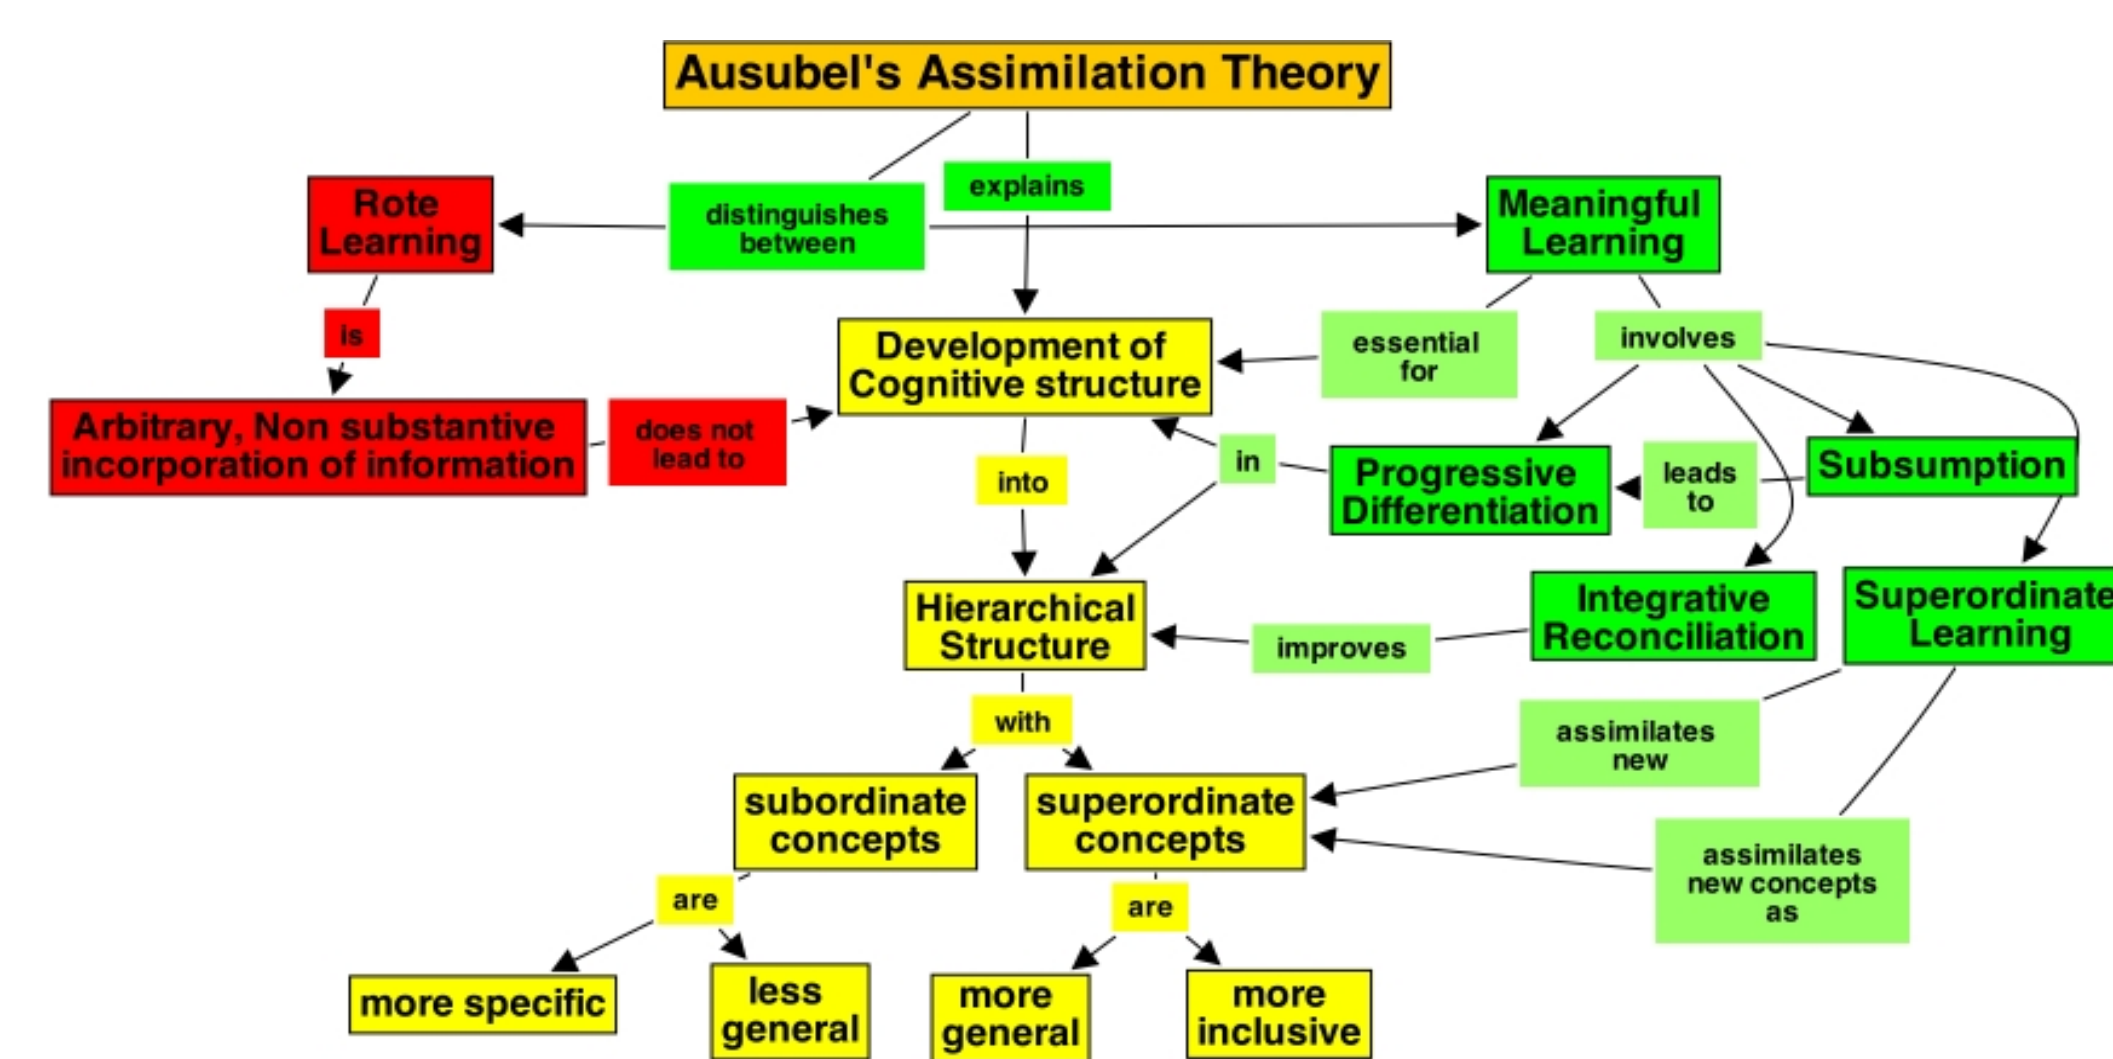 Ausubel's Assimilation Theory
explains
Rote
Learning
distinguishes
between
Meaningful
Learning
is
essential
for
involves
Development of
Cognitive structure
Arbitrary, Non substantive
incorporation of information
does not
lead to
into
in
Progressive
Differentiation
leads
to
Subsumption
Hierarchical
Structure
improves
Integrative
Reconciliation
Superordinate
Learning
with
assimilates
new
subordinate
concepts
superordinate
concepts
assimilates
new concepts
as
are
are
more specific
less
general
more
general
more
inclusive